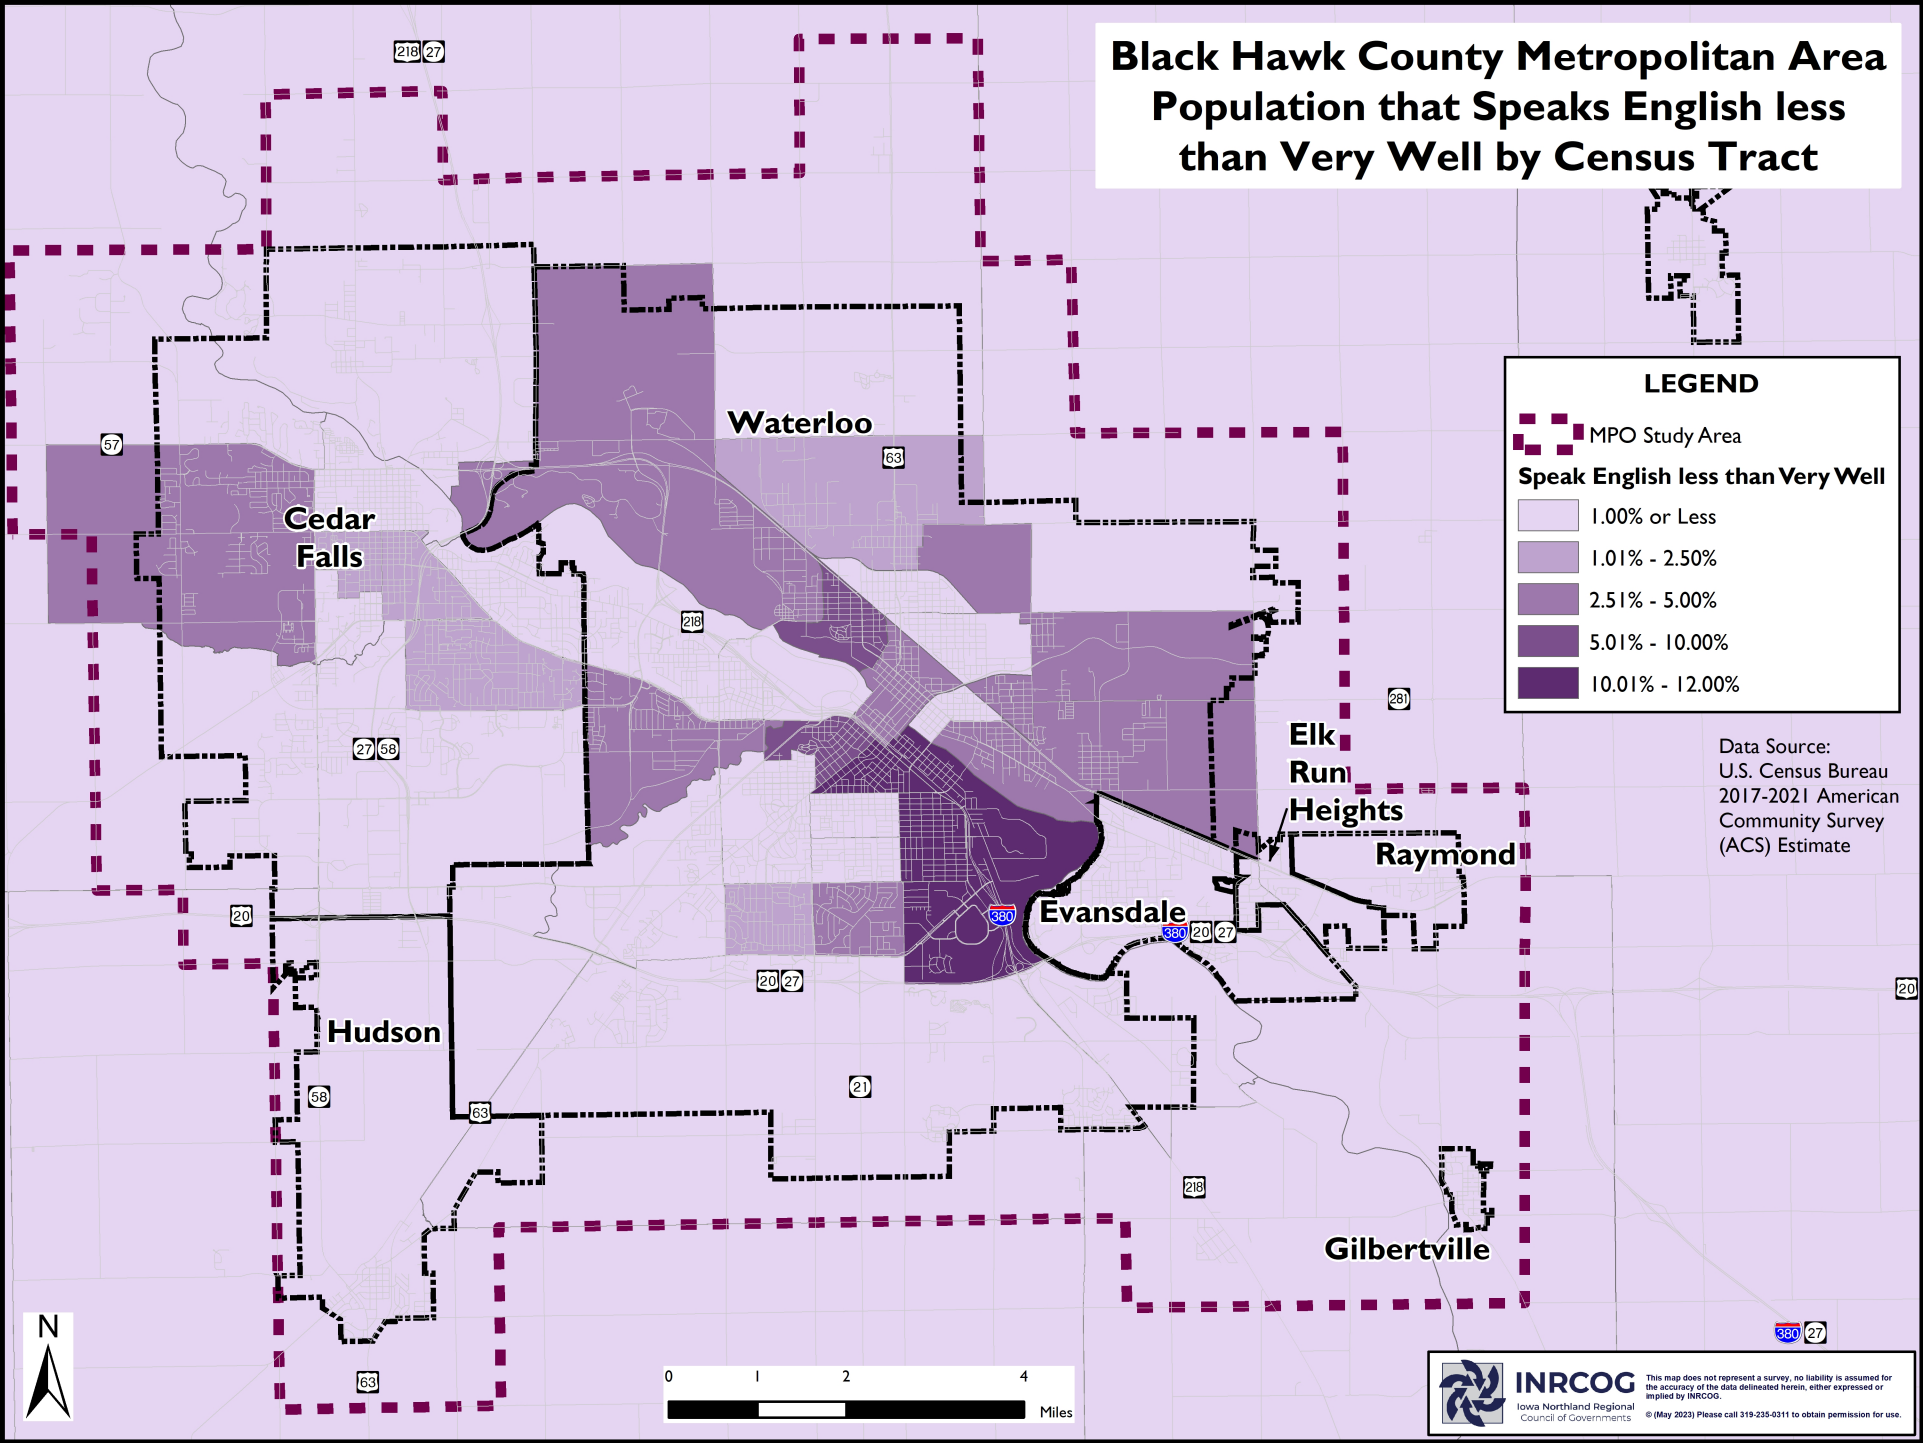 Black Hawk County Metropolitan Area
Population that Speaks English less
than Very Well by Census Tract
218 27
57
Waterloo
63
Cedar
Falls
218
27 58
LEGEND
MPO Study Area
Speak English less than Very Well
1.00% or Less
1.01% - 2.50%
2.51% - 5.00%
5.01% - 10.00%
10.01% - 12.00%
281
Elk
Run
Heights
Raymond
Data Source:
U.S. Census Bureau
2017-2021 American
Community Survey
(ACS) Estimate
20
380
Evansdale
380 20 27
20 27
20
Hudson
58
63
21
218
Gilbertville
N
63
0 1 2 4
Miles
380 27
INRCOG
Iowa Northland Regional
Council of Governments
This map does not represent a survey, no liability is assumed for
the accuracy of the data delineated herein, either expressed or
implied by INRCOG.
© (May 2023) Please call 319-235-0311 to obtain permission for use.